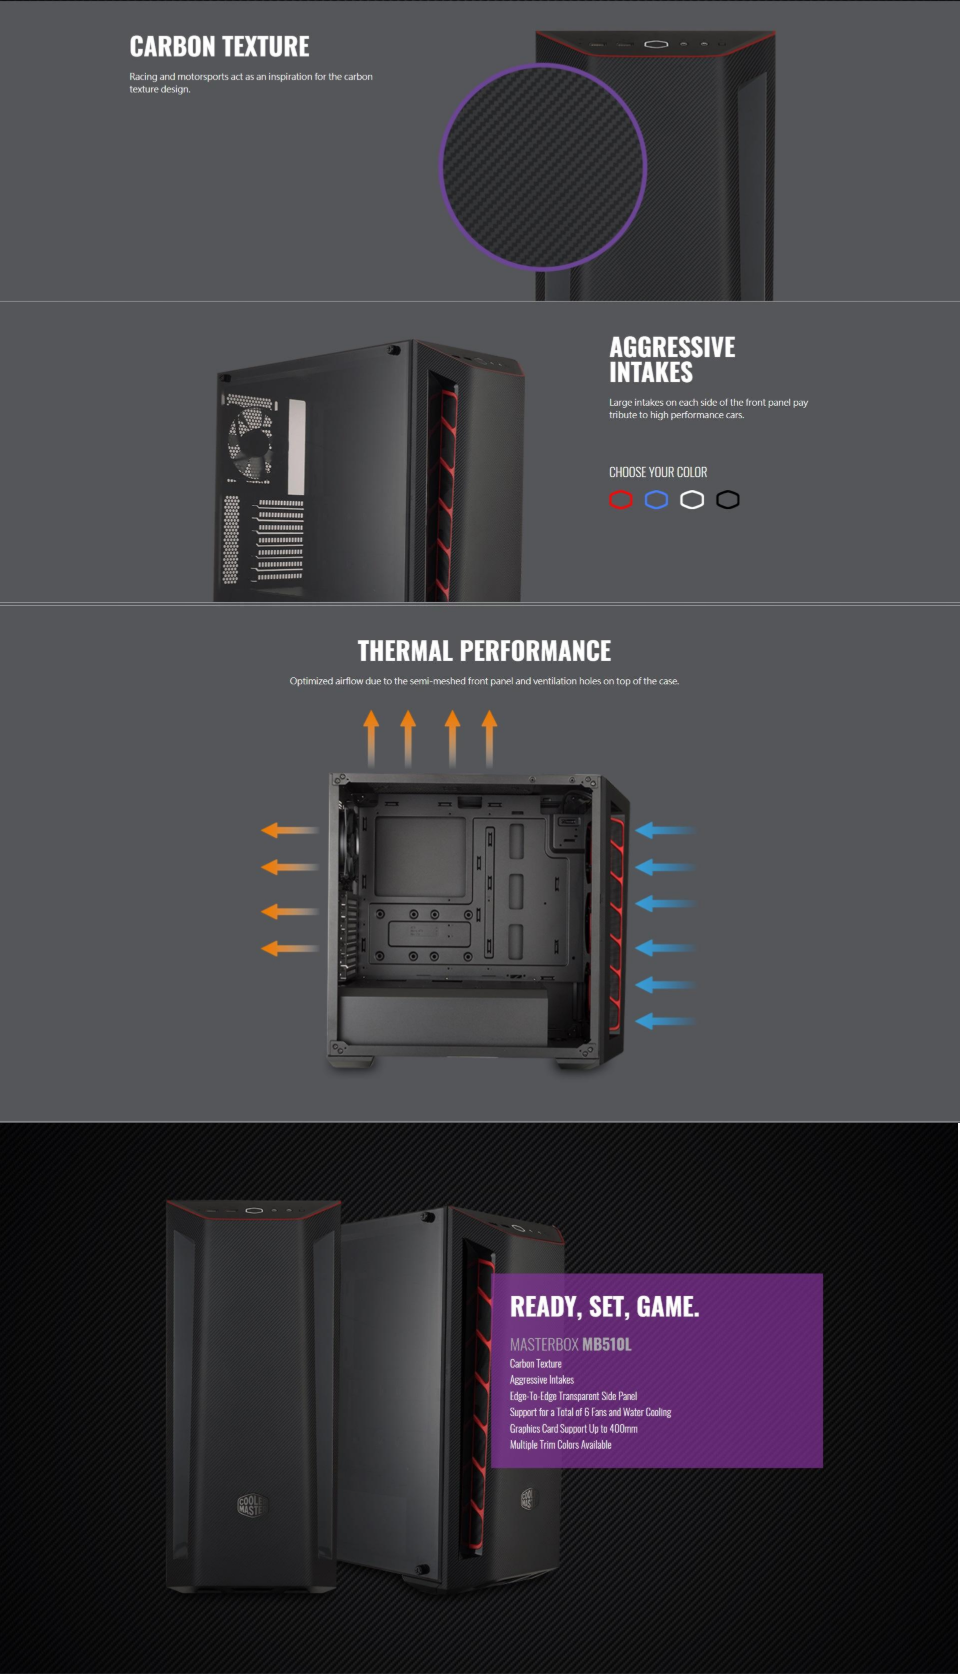 CARBON TEXTURE
Racing and motorsports act as an inspiration for the carbon
texture design.
AGGRESSIVE
INTAKES
Large intakes on each side of the front panel pay
tribute to high performance cars.
CHOOSE YOUR COLOR
THERMAL PERFORMANCE
Optimized airflow due to the semi-meshed front panel and ventilation holes on top of the case.
READY, SET, GAME.
MASTERBOX MB510L
Carbon Texture
Aggressive Intakes
Edge-To-Edge Transparent Side Panel
Support for a Total of 6 Fans and Water Cooling
Graphics Card Support Up to 400mm
Multiple Trim Colors Available
COOLER
MASTER